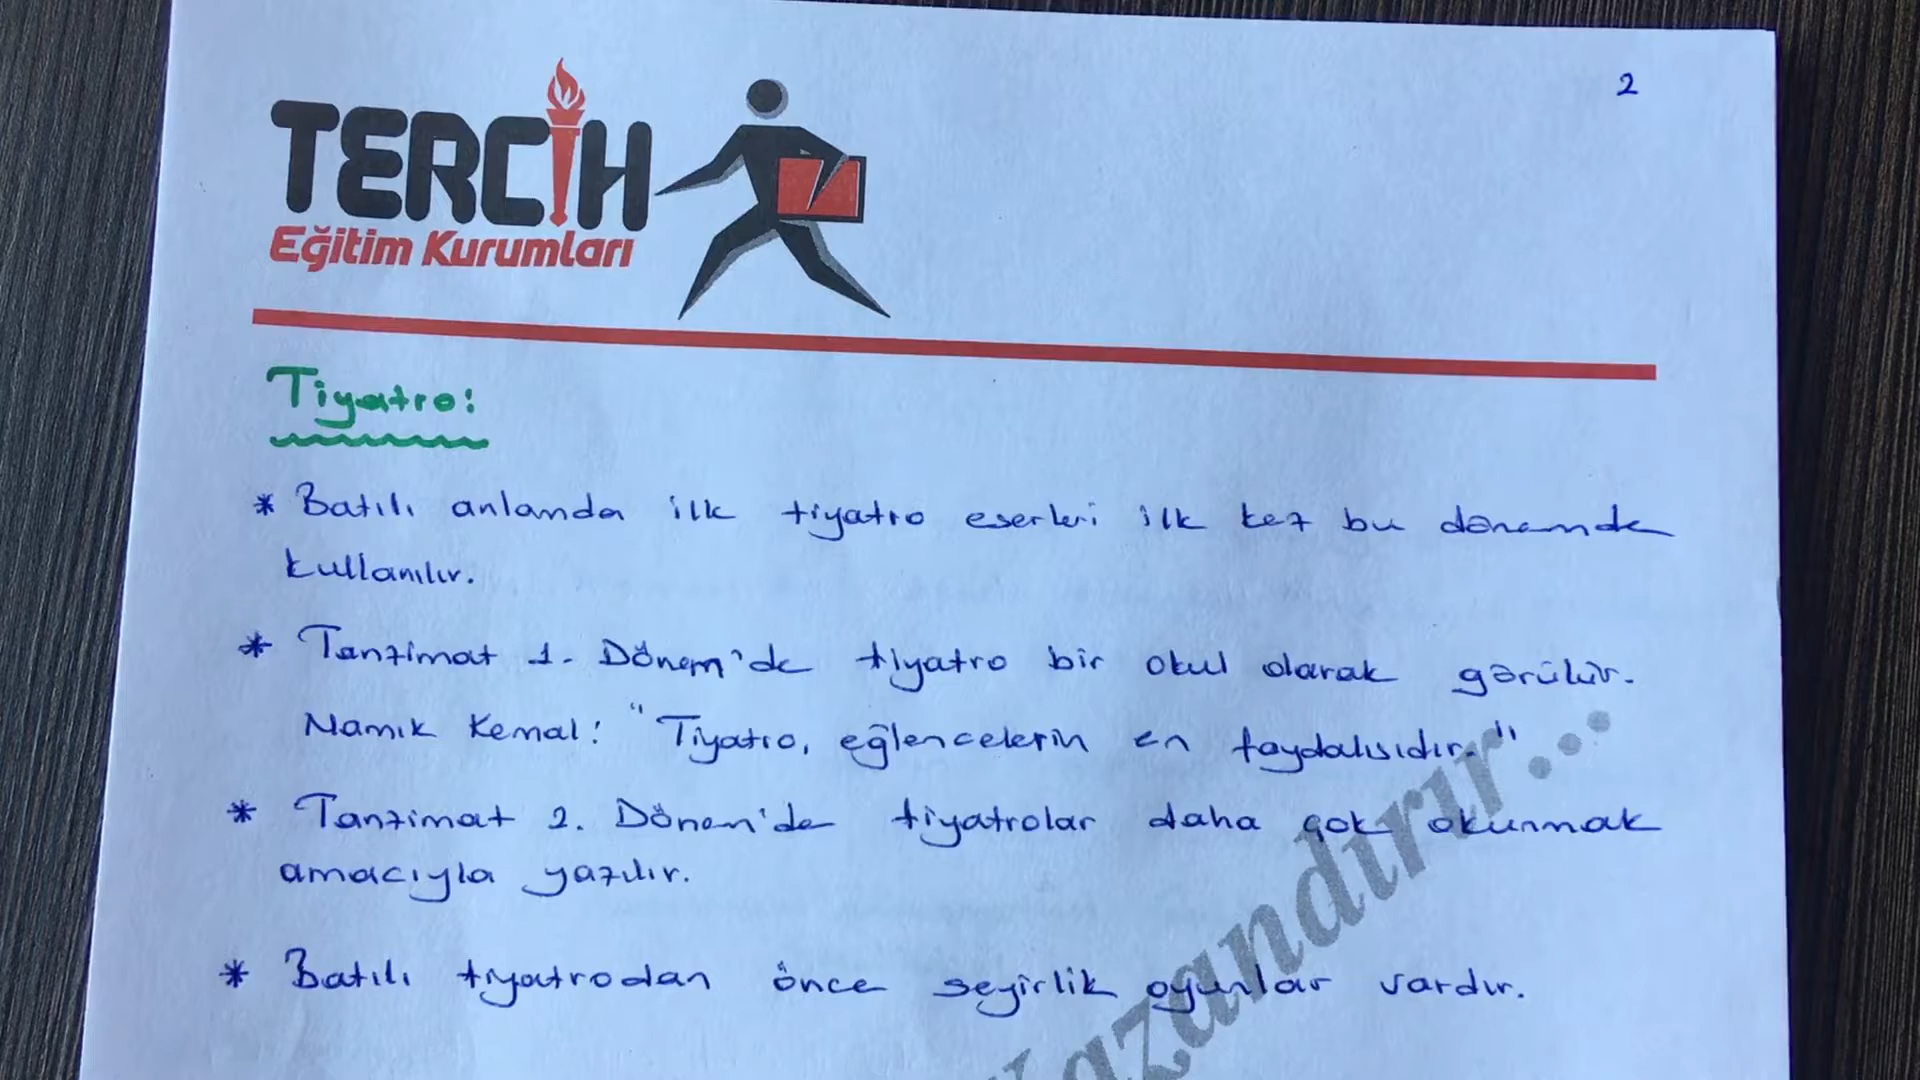 2
TERCİH
Eğitim Kurumları
Tiyatro:
* Batılı anlamda ilk tiyatro eserleri ilk kez bu dönemde
kullanılır.
* Tanzimat 1. Dönem'de tiyatro bir okul olarak görülür.
Namık Kemal: "Tiyatro, eğlencelerin en faydalısıdır."
* Tanzimat 2. Dönem'de tiyatrolar daha çok okunmak
amacıyla yazılır.
* Batılı tiyatrodan önce seyirlik oyunlar vardır.
Kazandırır...